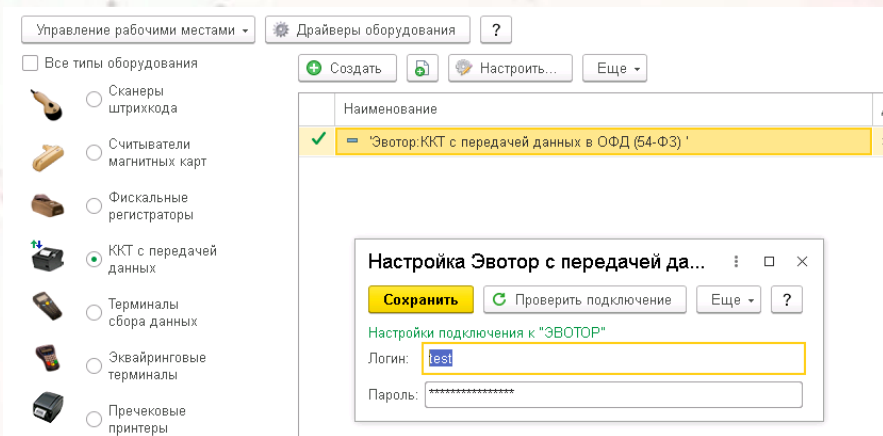 Управление рабочими местами
Драйверы оборудования
?
Все типы оборудования
Создать
Настроить...
Еще
Сканеры
штрихкода
Считыватели
магнитных карт
Фискальные
регистраторы
ККТ с передачей
данных
Терминалы
сбора данных
Эквайринговые
терминалы
Пречековые
принтеры
Наименование
'Эвотор:ККТ с передачей данных в ОФД (54-ФЗ) '
Настройка Эвотор с передачей да...
Сохранить
Проверить подключение
Еще
?
Настройки подключения к "ЭВОТОР"
Логин: test
Пароль: ****************